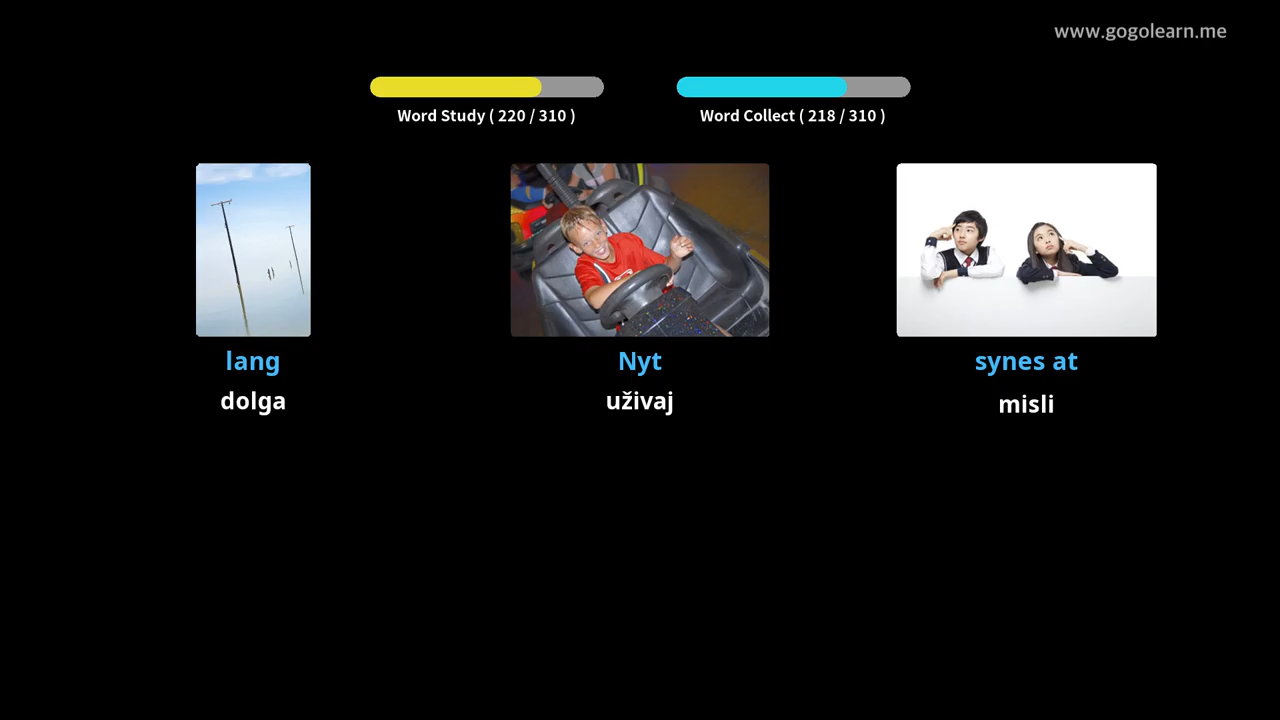 www.gogolearn.me
Word Study ( 220 / 310 )
Word Collect ( 218 / 310 )
lang
dolga
Nyt
uživaj
synes at
misli